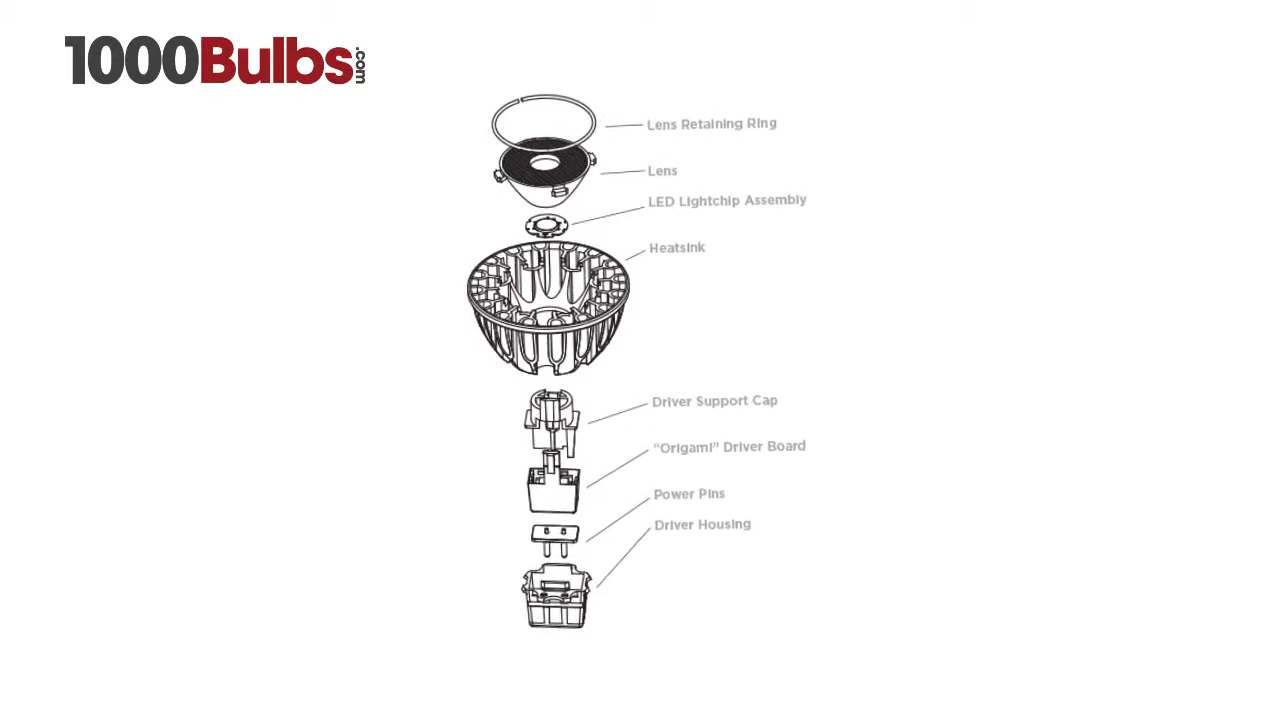 1000Bulbs.com
Lens Retaining Ring
Lens
LED Lightchip Assembly
Heatsink
Driver Support Cap
“Origami” Driver Board
Power Pins
Driver Housing